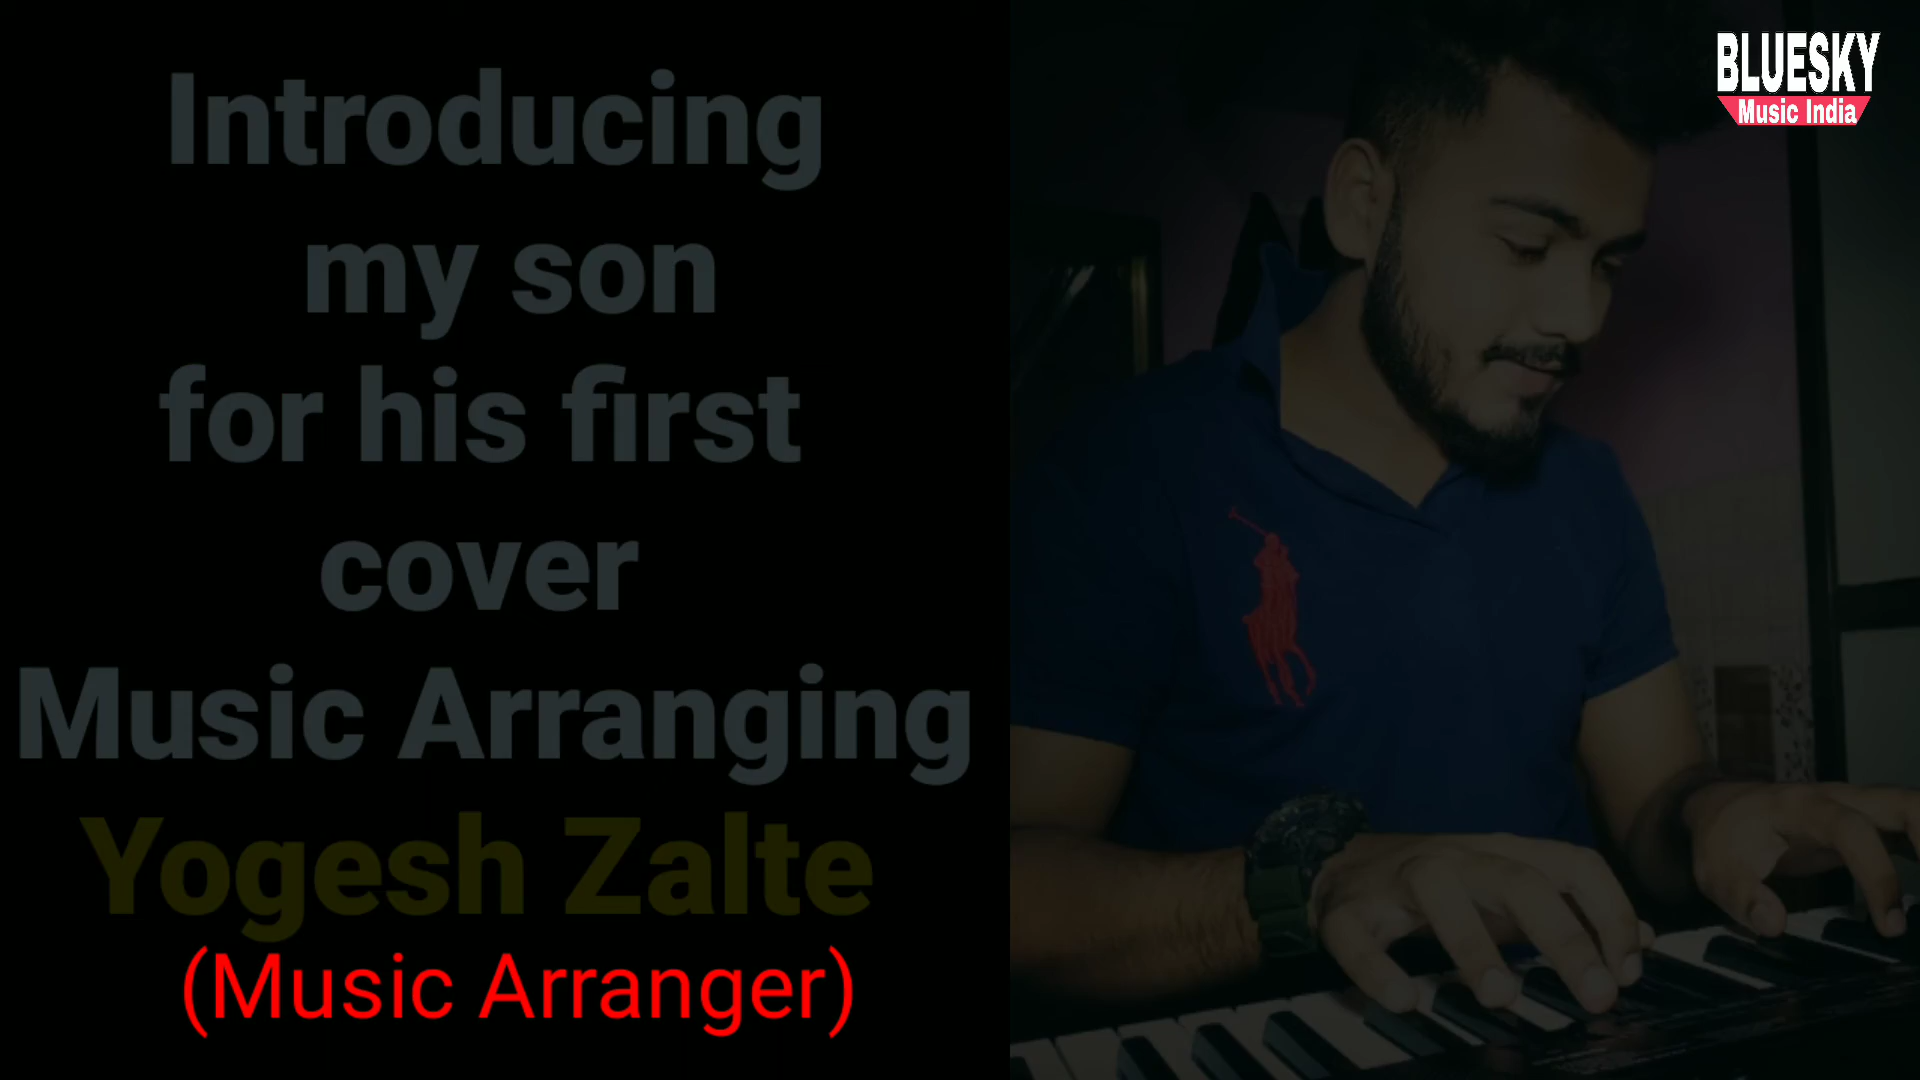 Introducing
my son
for his first
cover
Music Arranging
Yogesh Zalte
(Music Arranger)
BLUESKY
Music India